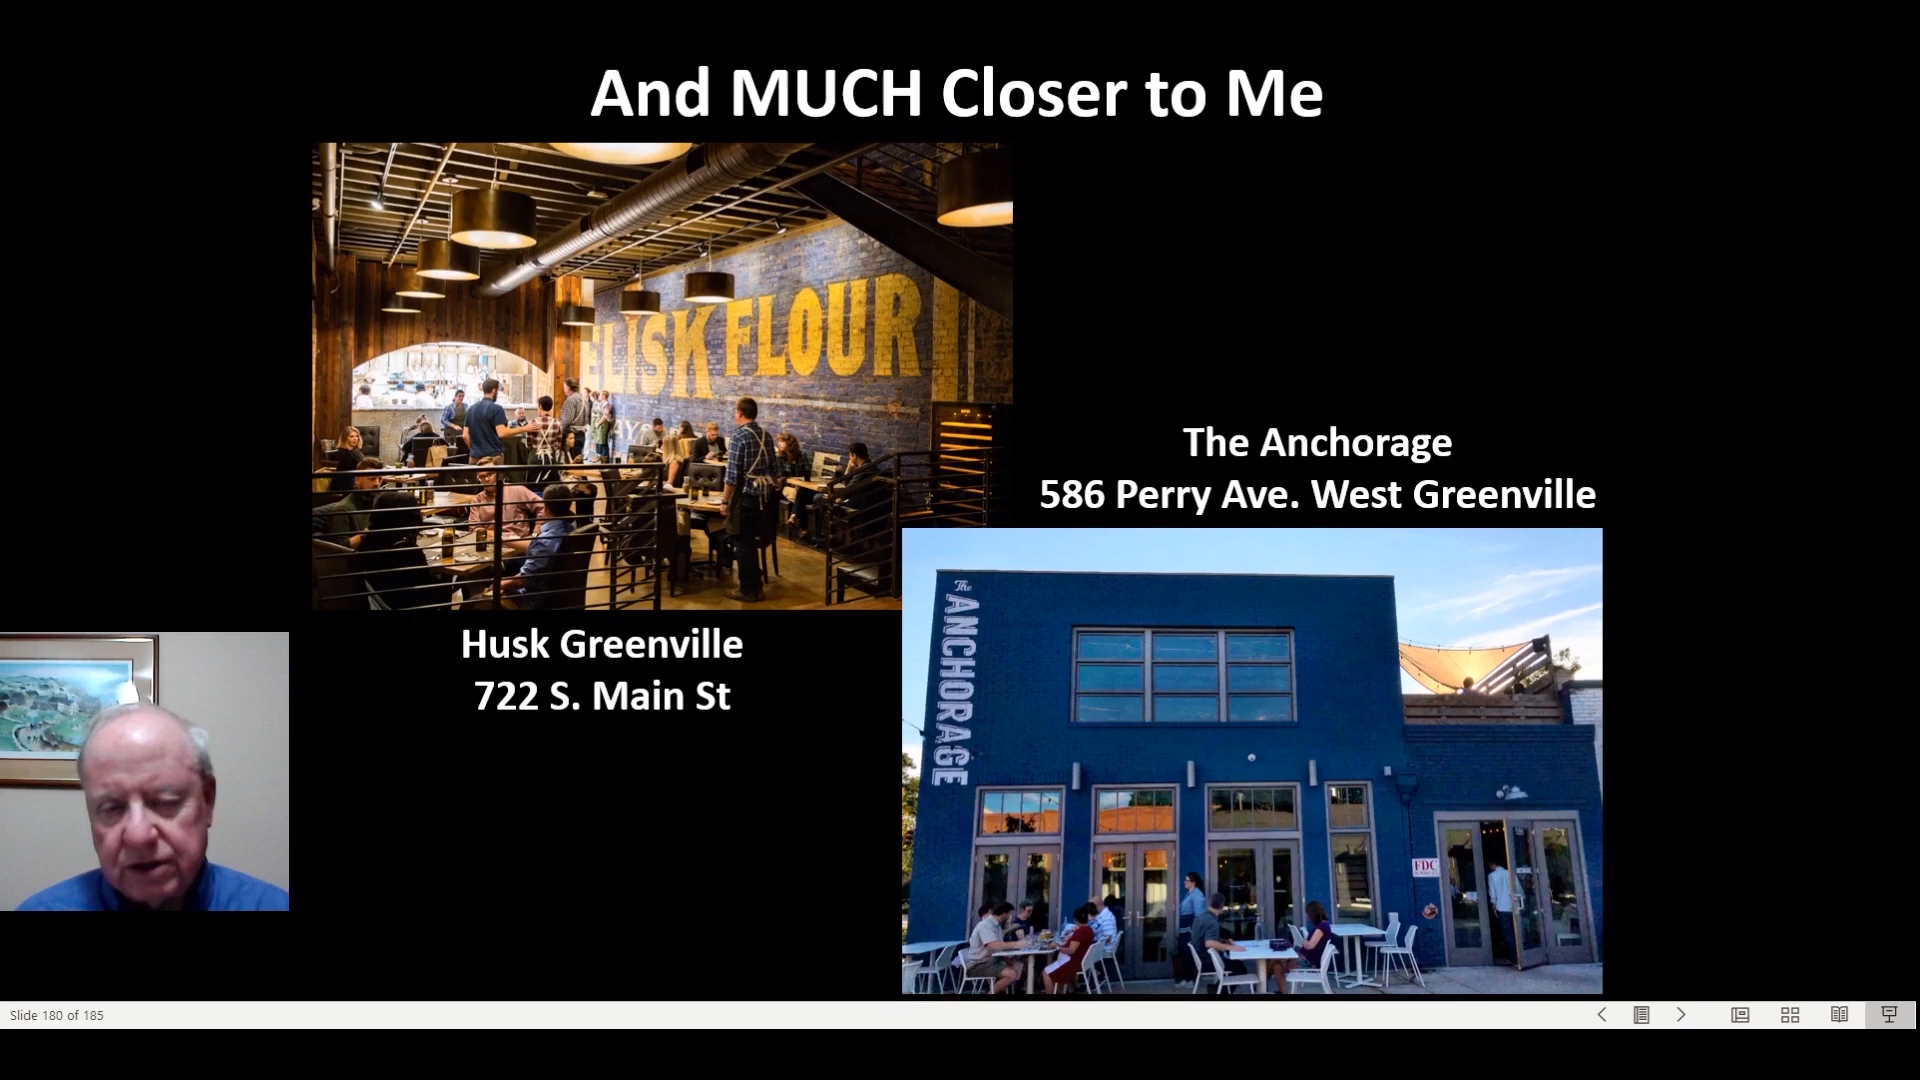 And MUCH Closer to Me
ELISK FLOUR
The Anchorage
586 Perry Ave. West Greenville
The
ANCHORAGE
Husk Greenville
722 S. Main St
FDC
Slide 180 of 185